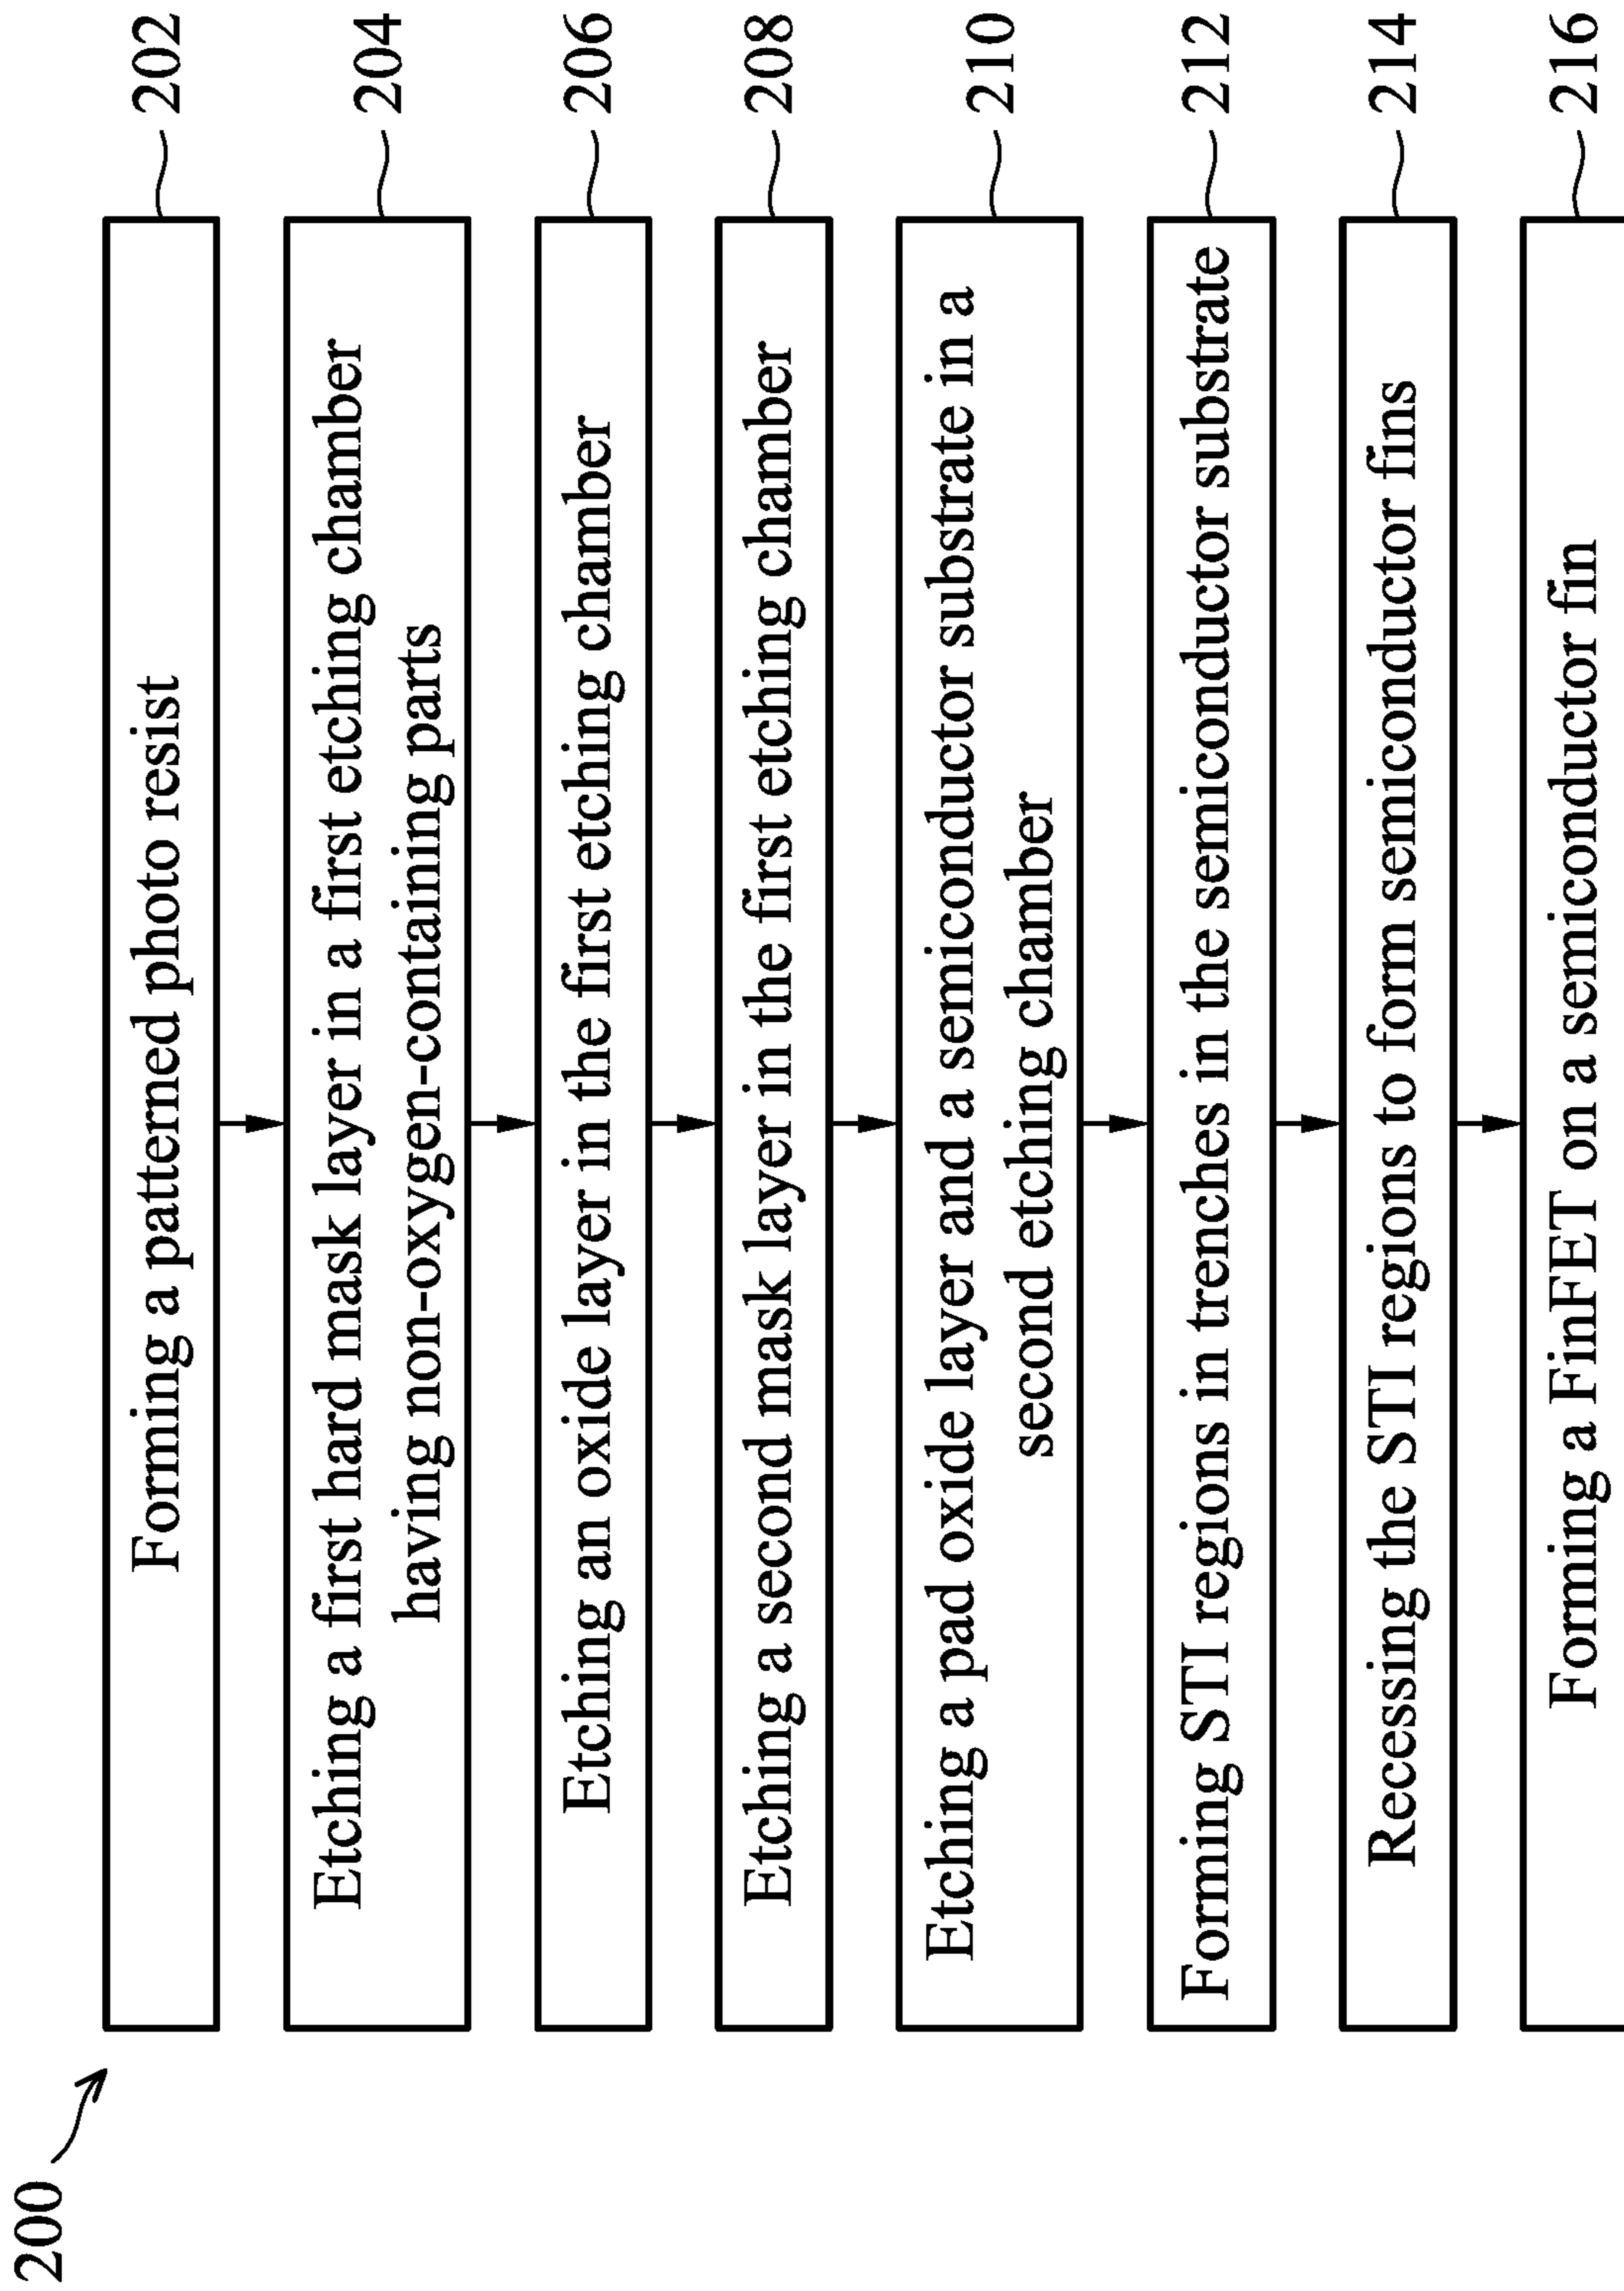 200
Forming a patterned photo resist
202
Etching a first hard mask layer in a first etching chamber
having non-oxygen-containing parts
204
Etching an oxide layer in the first etching chamber
206
Etching a second mask layer in the first etching chamber
208
Etching a pad oxide layer and a semiconductor substrate in a
second etching chamber
210
Forming STI regions in trenches in the semiconductor substrate
212
Recessing the STI regions to form semiconductor fins
214
Forming a FinFET on a semiconductor fin
216